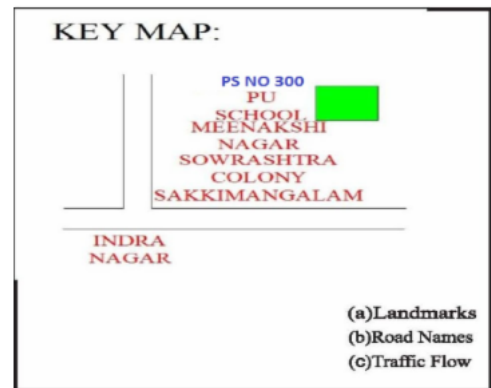 KEY MAP:
PS NO 300
PU
SCHOOL
MEENAKSHI
NAGAR
SOWRASHTRA
COLONY
SAKKIMANGALAM
INDRA
NAGAR
(a)Landmarks
(b)Road Names
(c)Traffic Flow